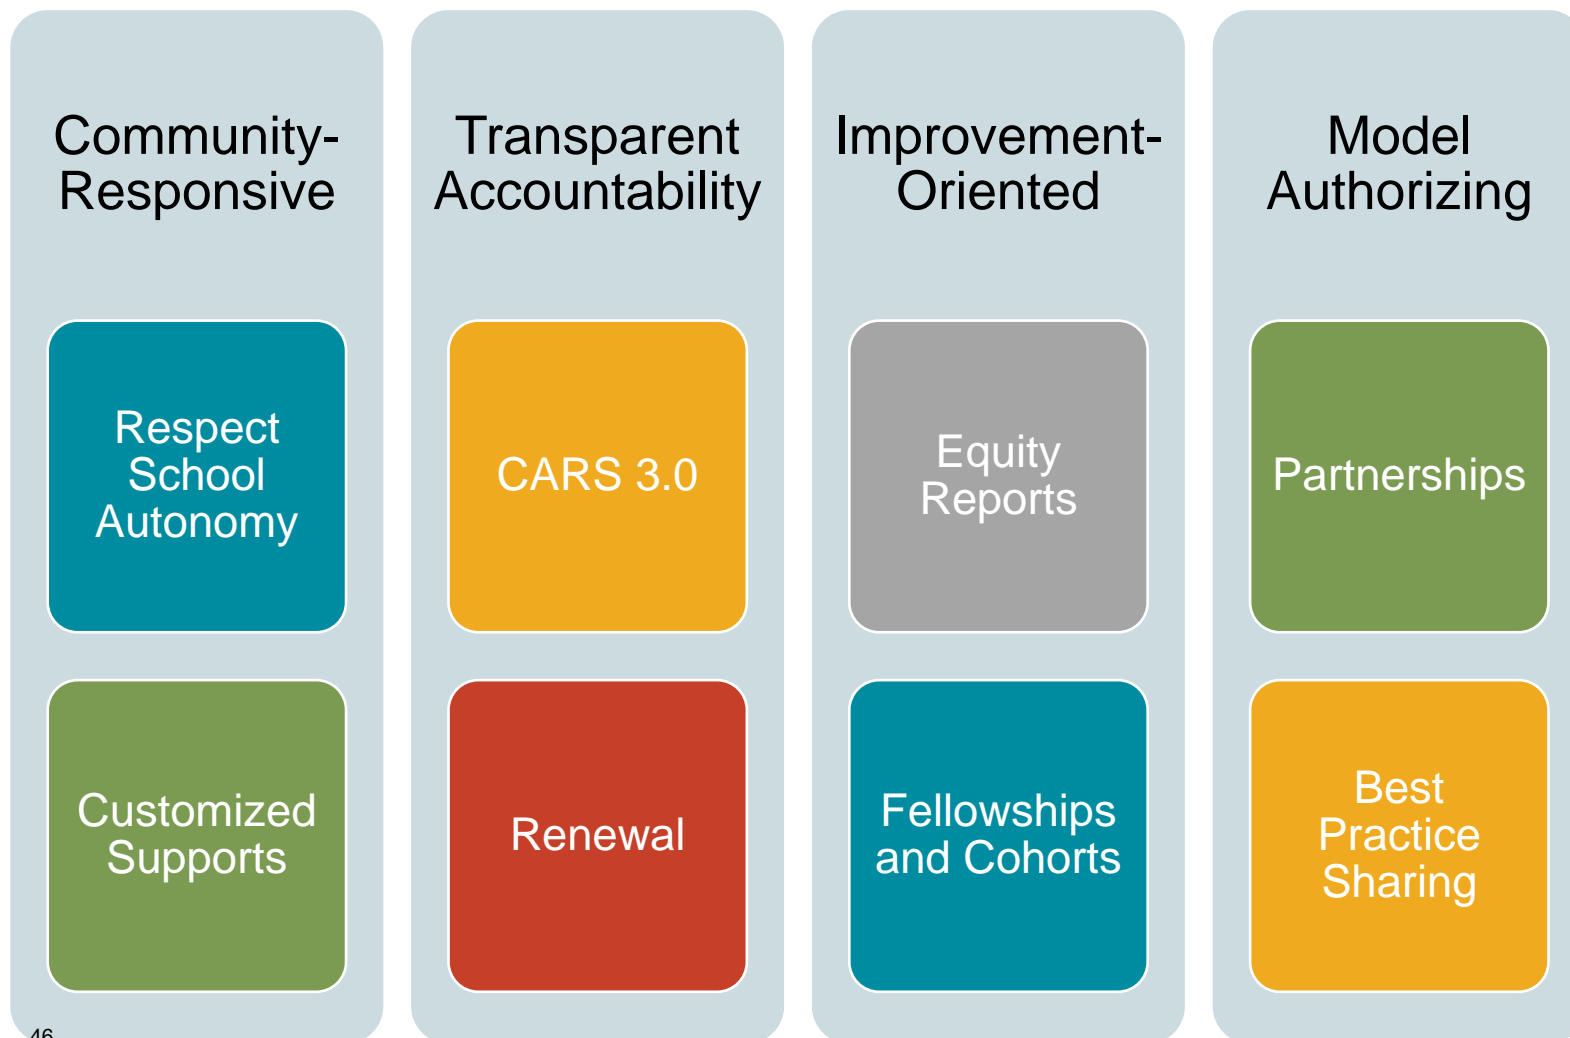 Community-
Responsive
Respect
School
Autonomy
Customized
Supports
Transparent
Accountability
CARS 3.0
Renewal
Improvement-
Oriented
Equity
Reports
Fellowships
and Cohorts
Model
Authorizing
Partnerships
Best
Practice
Sharing
46